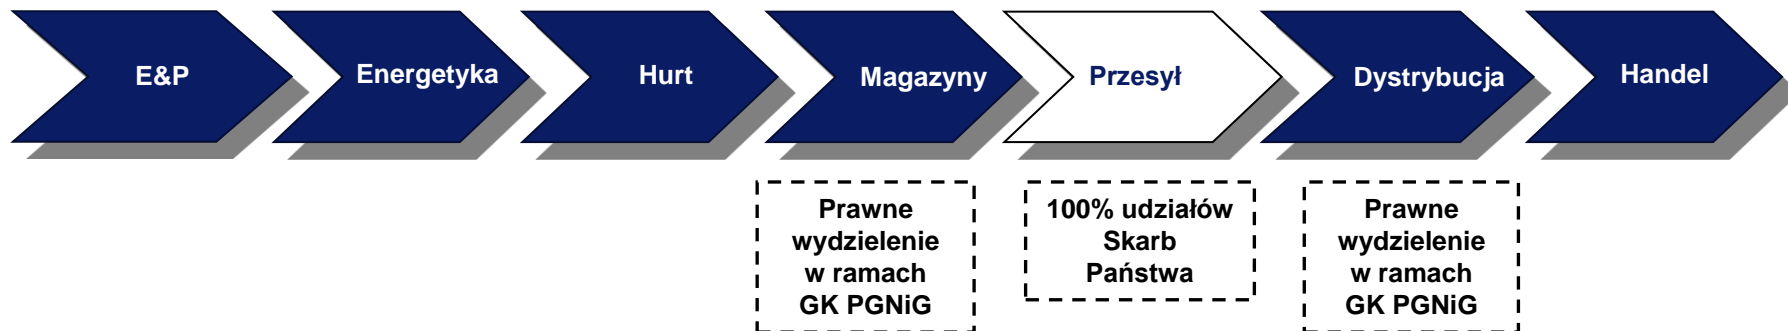 E&P
Energetyka
Hurt
Magazyny
Przesył
Dystrybucja
Handel
Prawne
wydzielenie
w ramach
GK PGNiG
100% udziałów
Skarb
Państwa
Prawne
wydzielenie
w ramach
GK PGNiG